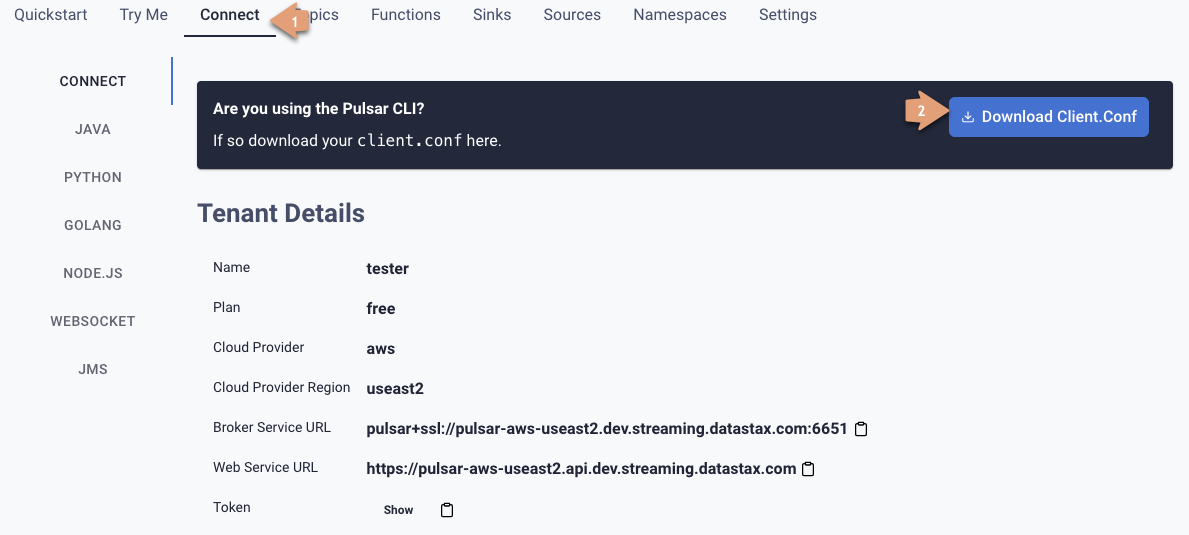 Quickstart Try Me Connect 1 pics Functions Sinks Sources Namespaces Settings
CONNECT
JAVA
PYTHON
GOLANG
NODE.JS
WEBSOCKET
JMS
Are you using the Pulsar CLI?
If so download your client.conf here.
2 Download Client.Conf
Tenant Details
Name tester
Plan free
Cloud Provider aws
Cloud Provider Region useast2
Broker Service URL pulsar+ssl://pulsar-aws-useast2.dev.streaming.datastax.com:6651
Web Service URL https://pulsar-aws-useast2.api.dev.streaming.datastax.com
Token Show